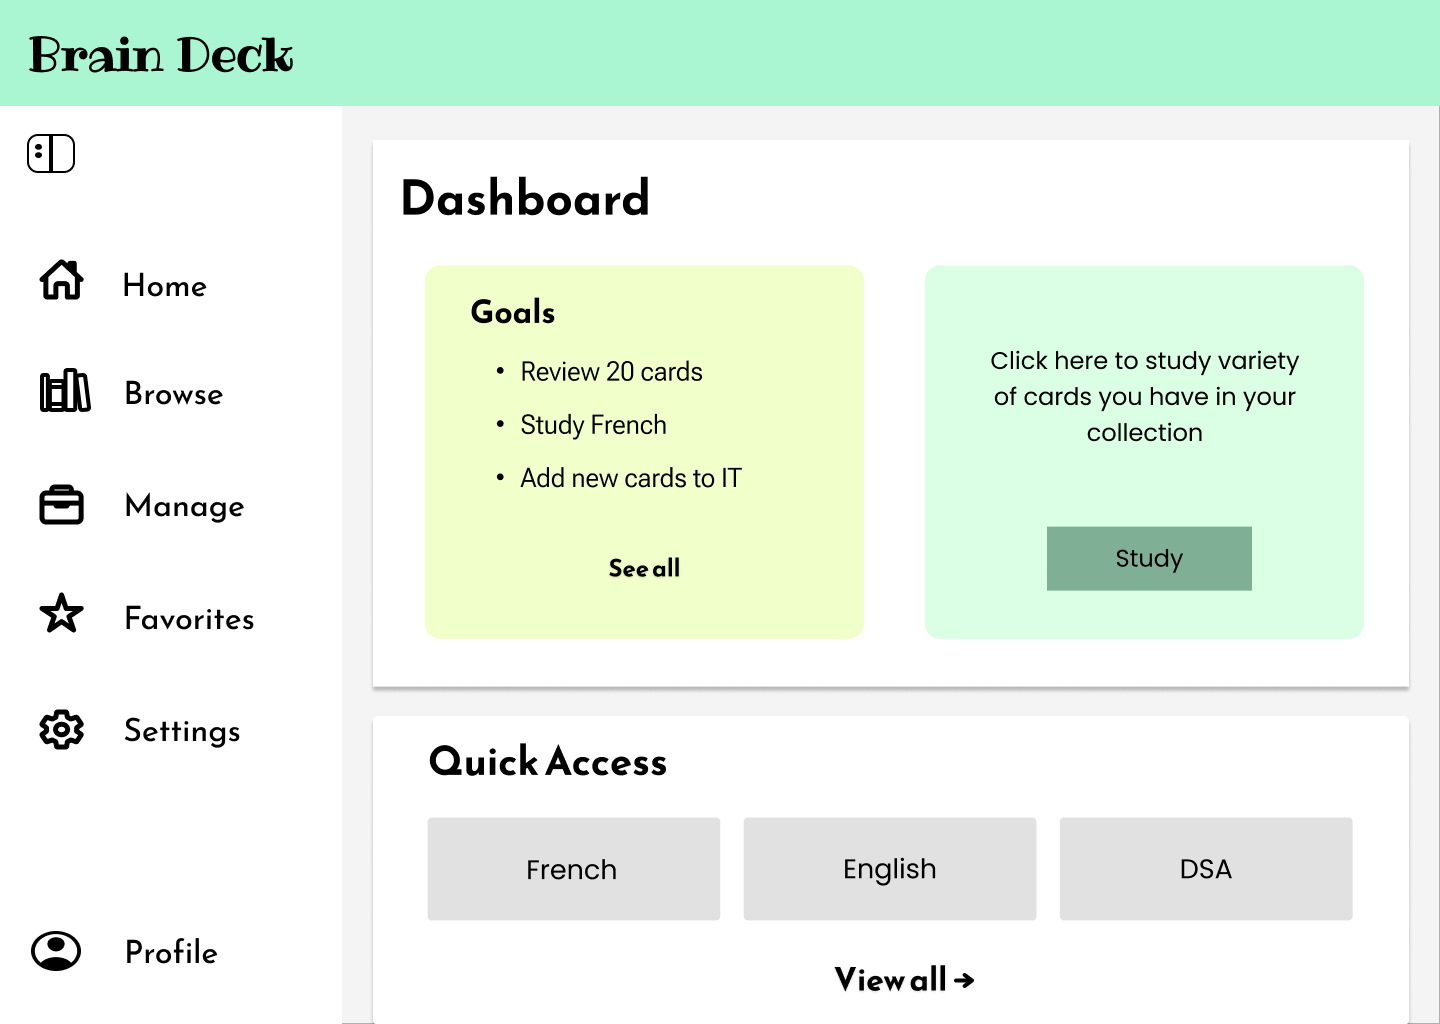 Brain Deck
Home
Browse
Manage
Favorites
Settings
Profile
Dashboard
Goals
• Review 20 cards
• Study French
• Add new cards to IT
See all
Click here to study variety
of cards you have in your
collection
Study
Quick Access
French
English
DSA
View all →